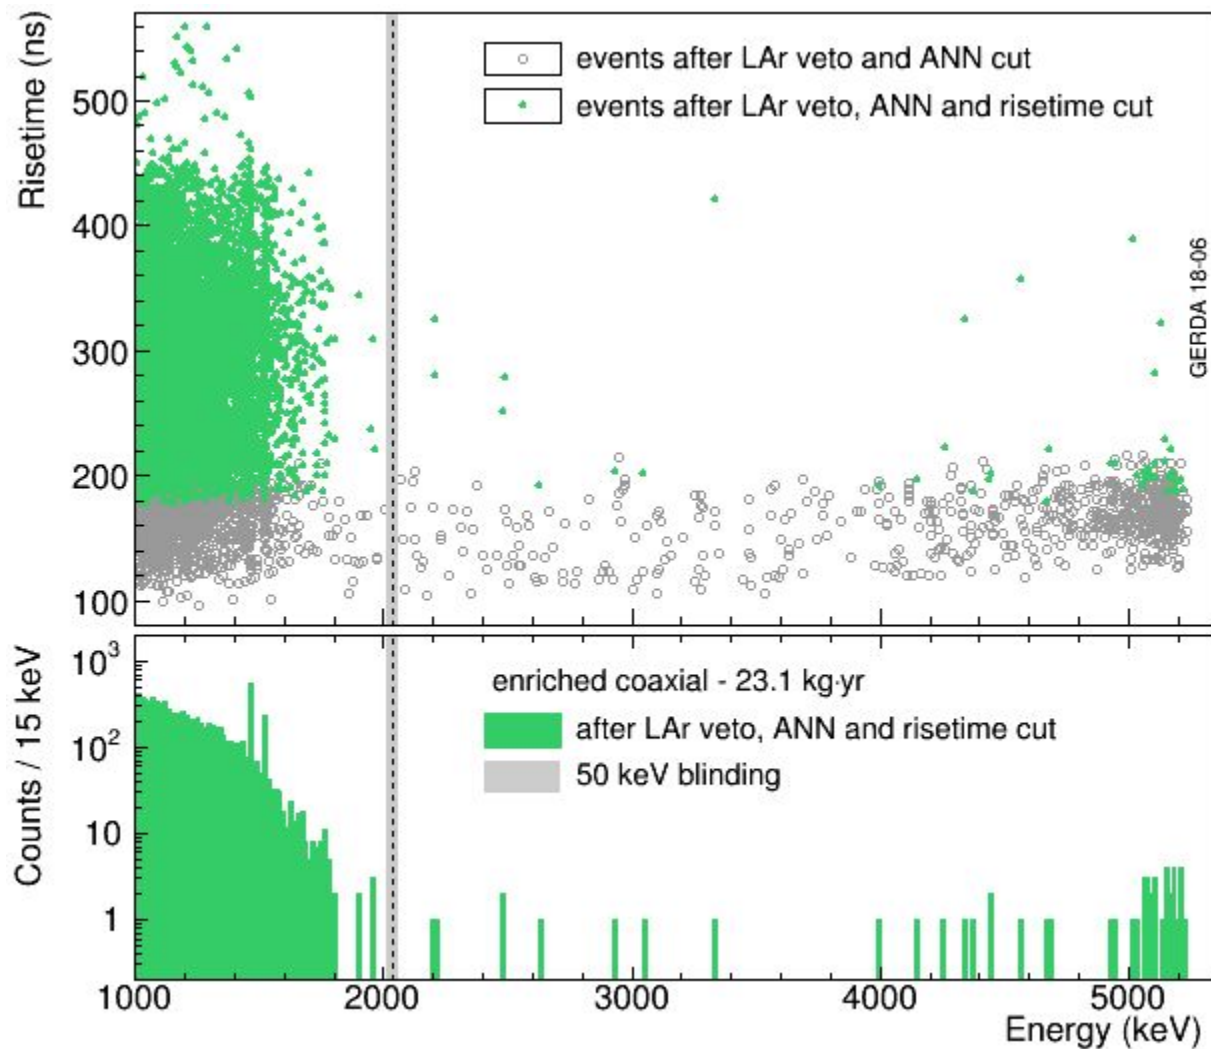 Risetime (ns)
500
400
300
200
100
events after LAr veto and ANN cut
events after LAr veto, ANN and risetime cut
GERDA 18-06
Counts / 15 keV
10³
10²
10
1
enriched coaxial - 23.1 kg·yr
after LAr veto, ANN and risetime cut
50 keV blinding
1000 2000 3000 4000 5000
Energy (keV)